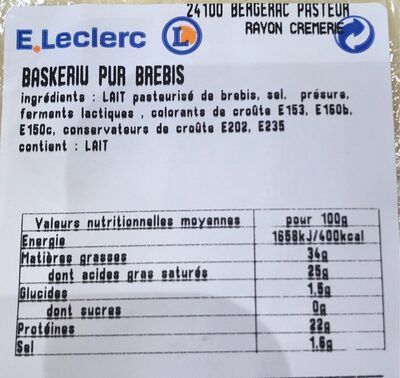 24100 BERGERAC PASTEUR
RAYON CREMERIE
E.Leclerc L
BASKERIU PUR BREBIS
ingrédients : LAIT pasteurisé de brebis, sel, présure,
ferments lactiques , colorants de croûte E153, E160b,
E150c, conservateurs de croûte E202, E235
contient : LAIT
Valeurs nutritionnelles moyennes pour 100g
Energie 1658kJ/400kcal
Matières grasses 34g
dont acides gras saturés 25g
Glucides 1,5g
dont sucres 0g
Protéines 22g
Sel 1.6g